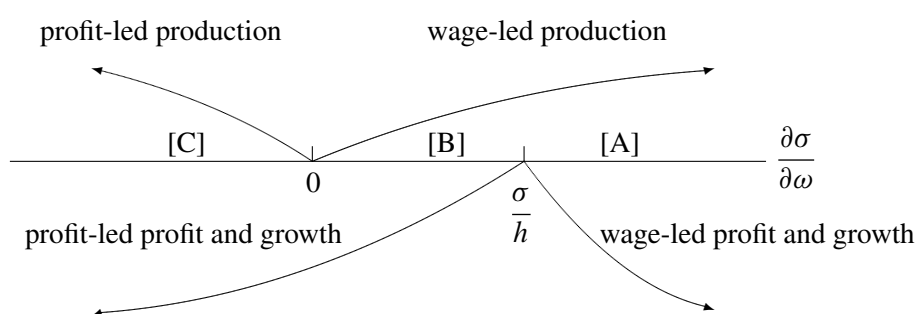 profit-led production wage-led production
[C] [B] [A] ∂σ/∂ω
0 σ/h
profit-led profit and growth wage-led profit and growth